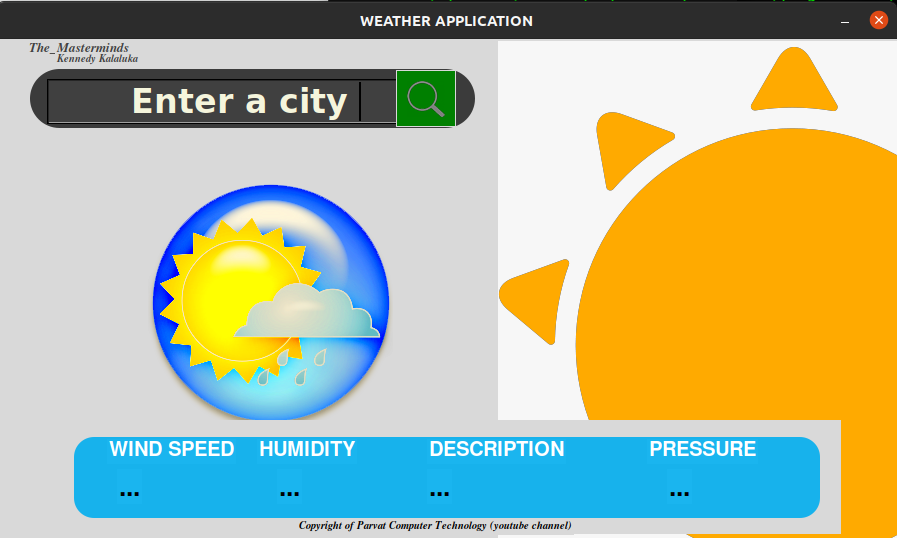 WEATHER APPLICATION
The_Masterminds
Kennedy Kalaluka
Enter a city
WIND SPEED HUMIDITY DESCRIPTION PRESSURE
... ... ... ...
Copyright of Parvat Computer Technology (youtube channel)